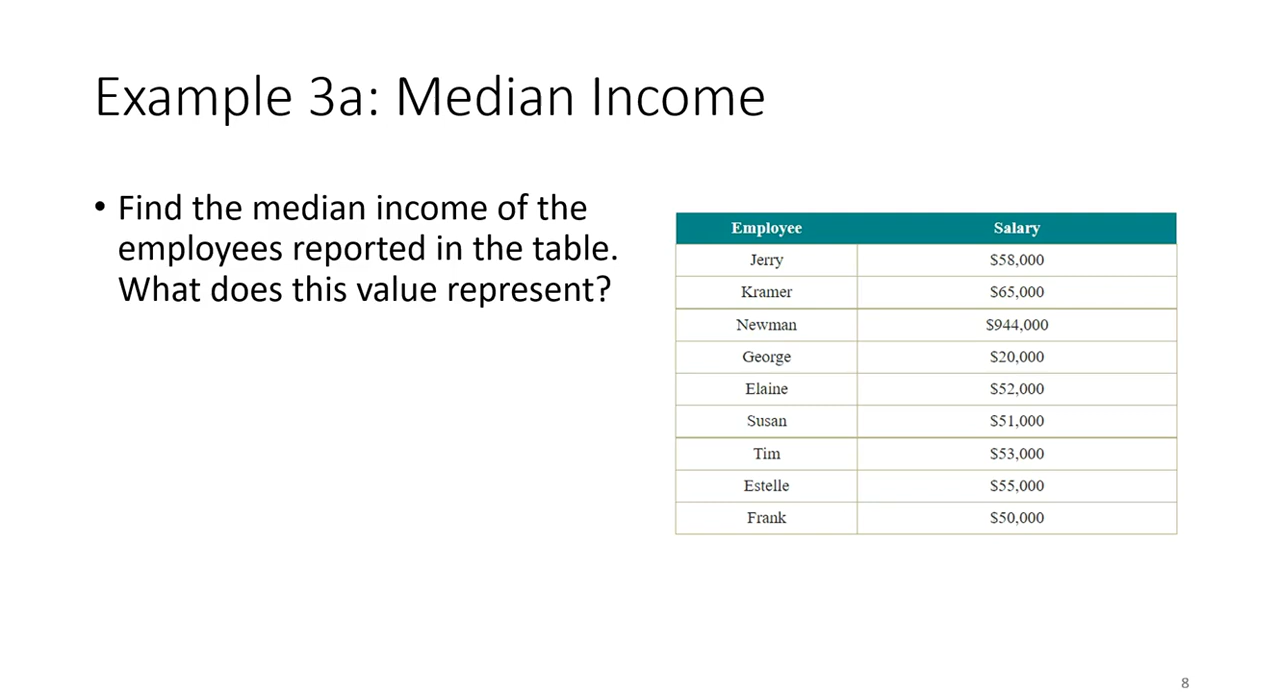 Example 3a: Median Income
• Find the median income of the
employees reported in the table.
What does this value represent?
Employee Salary
Jerry $58,000
Kramer $65,000
Newman $944,000
George $20,000
Elaine $52,000
Susan $51,000
Tim $53,000
Estelle $55,000
Frank $50,000
8